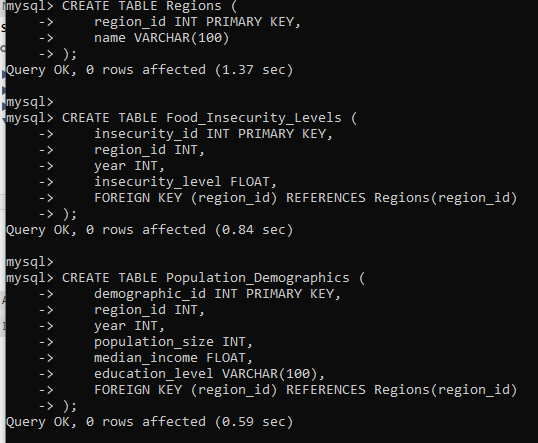 mysql> CREATE TABLE Regions (
    ->     region_id INT PRIMARY KEY,
    ->     name VARCHAR(100)
    -> );
Query OK, 0 rows affected (1.37 sec)

mysql>
mysql> CREATE TABLE Food_Insecurity_Levels (
    ->     insecurity_id INT PRIMARY KEY,
    ->     region_id INT,
    ->     year INT,
    ->     insecurity_level FLOAT,
    ->     FOREIGN KEY (region_id) REFERENCES Regions(region_id)
    -> );
Query OK, 0 rows affected (0.84 sec)

mysql>
mysql> CREATE TABLE Population_Demographics (
    ->     demographic_id INT PRIMARY KEY,
    ->     region_id INT,
    ->     year INT,
    ->     population_size INT,
    ->     median_income FLOAT,
    ->     education_level VARCHAR(100),
    ->     FOREIGN KEY (region_id) REFERENCES Regions(region_id)
    -> );
Query OK, 0 rows affected (0.59 sec)